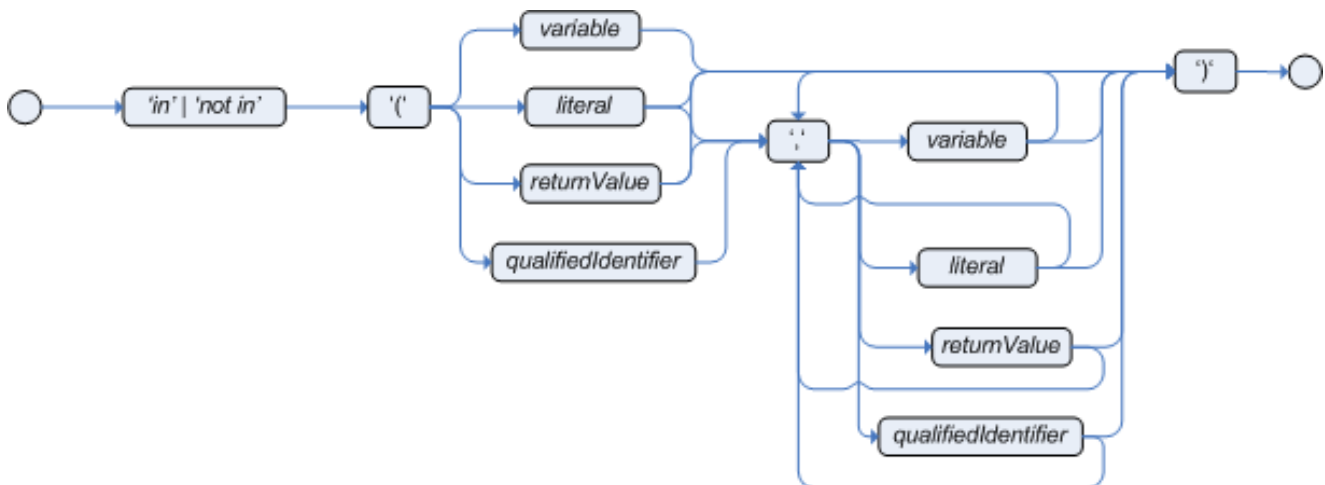 variable
‘in’ | ‘not in’
‘(‘
literal
returnValue
qualifiedIdentifier
‘,‘
variable
literal
returnValue
qualifiedIdentifier
‘)‘